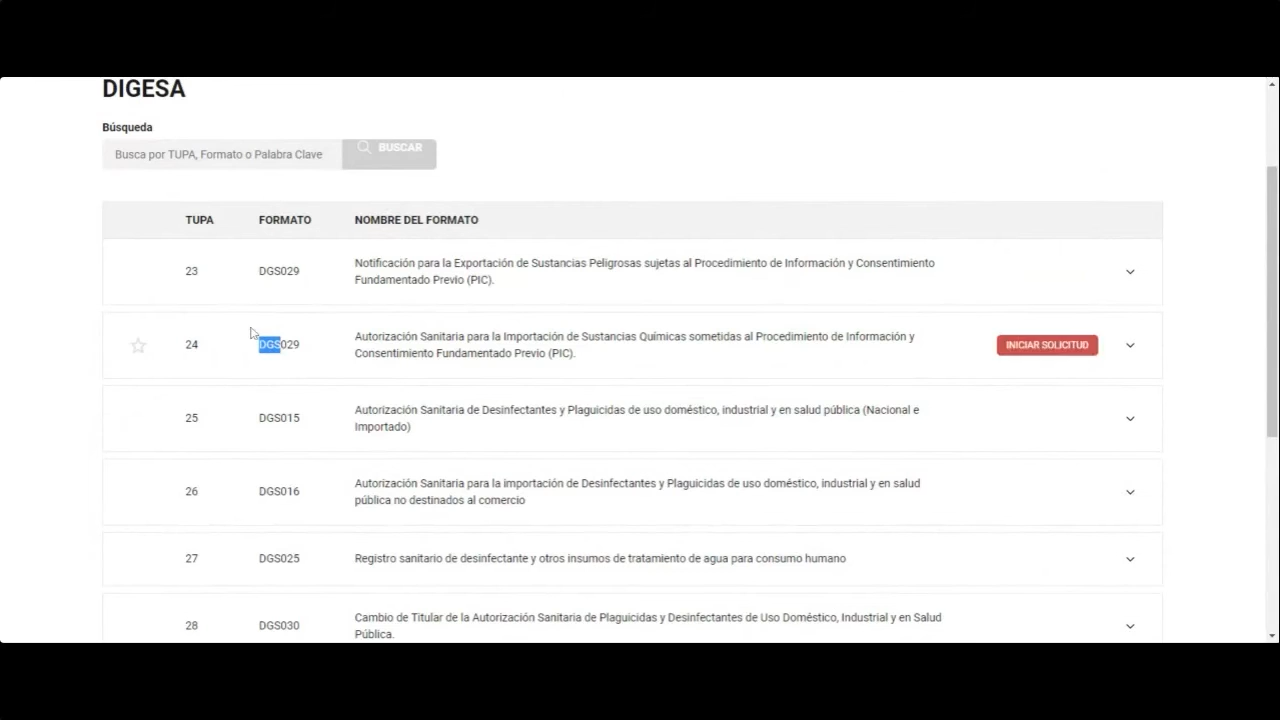 DIGESA
Búsqueda
Busca por TUPA, Formato o Palabra Clave
BUSCAR
TUPA FORMATO NOMBRE DEL FORMATO
23 DGS029 Notificación para la Exportación de Sustancias Peligrosas sujetas al Procedimiento de Información y Consentimiento
Fundamentado Previo (PIC).
24 DGS029 Autorización Sanitaria para la Importación de Sustancias Químicas sometidas al Procedimiento de Información y
Consentimiento Fundamentado Previo (PIC).
INICIAR SOLICITUD
25 DGS015 Autorización Sanitaria de Desinfectantes y Plaguicidas de uso doméstico, industrial y en salud pública (Nacional e
Importado)
26 DGS016 Autorización Sanitaria para la importación de Desinfectantes y Plaguicidas de uso doméstico, industrial y en salud
pública no destinados al comercio
27 DGS025 Registro sanitario de desinfectante y otros insumos de tratamiento de agua para consumo humano
28 DGS030 Cambio de Titular de la Autorización Sanitaria de Plaguicidas y Desinfectantes de Uso Doméstico, Industrial y en Salud
Pública.